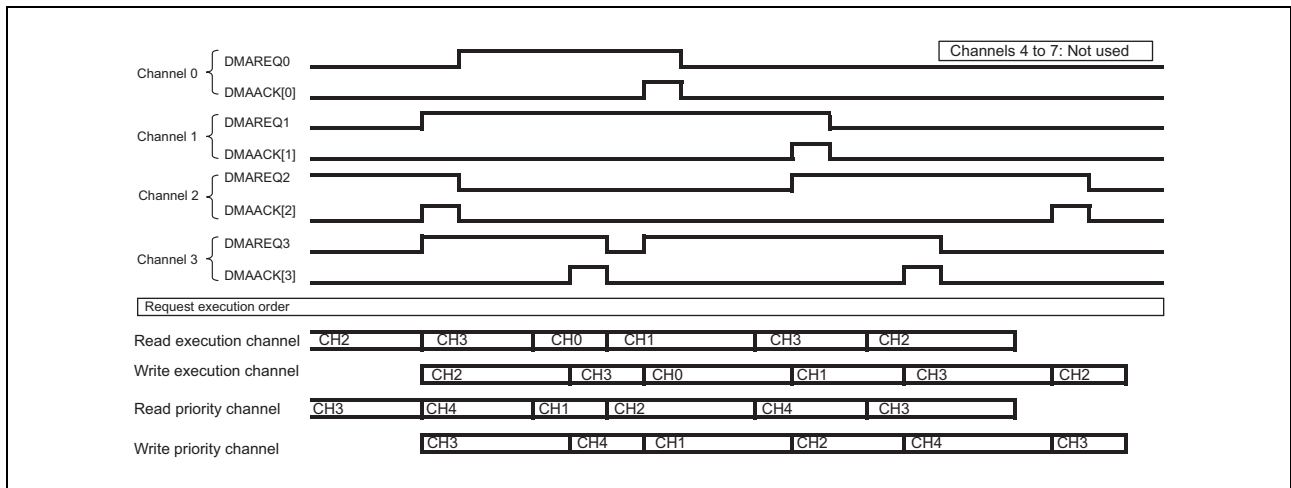 Channels 4 to 7: Not used
Channel 0
DMAREQ0
DMAACK[0]
Channel 1
DMAREQ1
DMAACK[1]
Channel 2
DMAREQ2
DMAACK[2]
Channel 3
DMAREQ3
DMAACK[3]
Request execution order
Read execution channel CH2 CH3 CH0 CH1 CH3 CH2
Write execution channel CH2 CH3 CH0 CH1 CH3 CH2
Read priority channel CH3 CH4 CH1 CH2 CH4 CH3
Write priority channel CH3 CH4 CH1 CH2 CH4 CH3